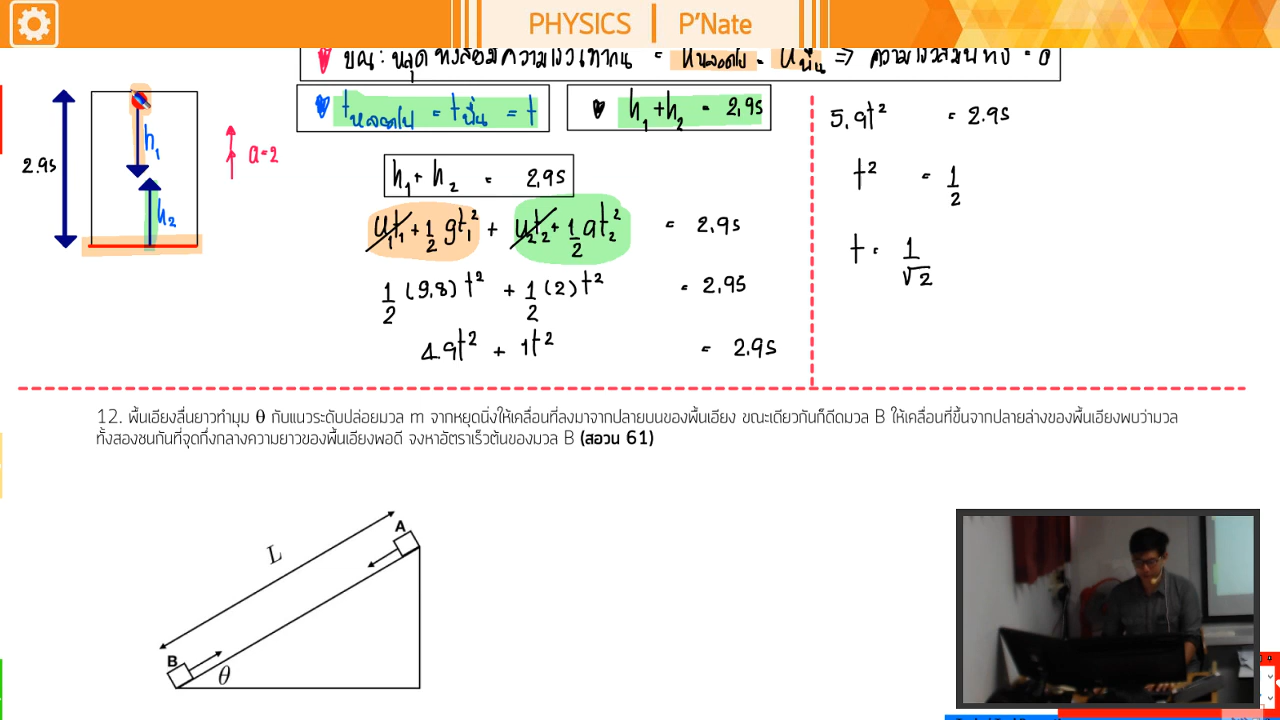 PHYSICS | P'Nate
t = t = t
h₁+h₂ = 2.95
2.95
h₁
h₂
a=2
h₁+h₂ = 2.95
u₁t₁+1/2 gt₁² + u₂t₂+1/2 at₂² = 2.95
1/2 (9.8)t² + 1/2 (2)t² = 2.95
4.9t² + 1t² = 2.95
5.9t² = 2.95
t² = 1/2
t = 1/√2
12. พื้นเอียงลื่นยาวทำมุม θ กับแนวระดับปล่อยมวล m จากหยุดนิ่งให้เคลื่อนที่ลงมาจากปลายบนของพื้นเอียง ขณะเดียวกันก็ดีดมวล B ให้เคลื่อนที่ขึ้นจากปลายล่างของพื้นเอียงพบว่ามวล
ทั้งสองชนกันที่จุดกึ่งกลางความยาวของพื้นเอียงพอดี จงหาอัตราเร็วต้นของมวล B (สอวน 61)
A
L
B
θ